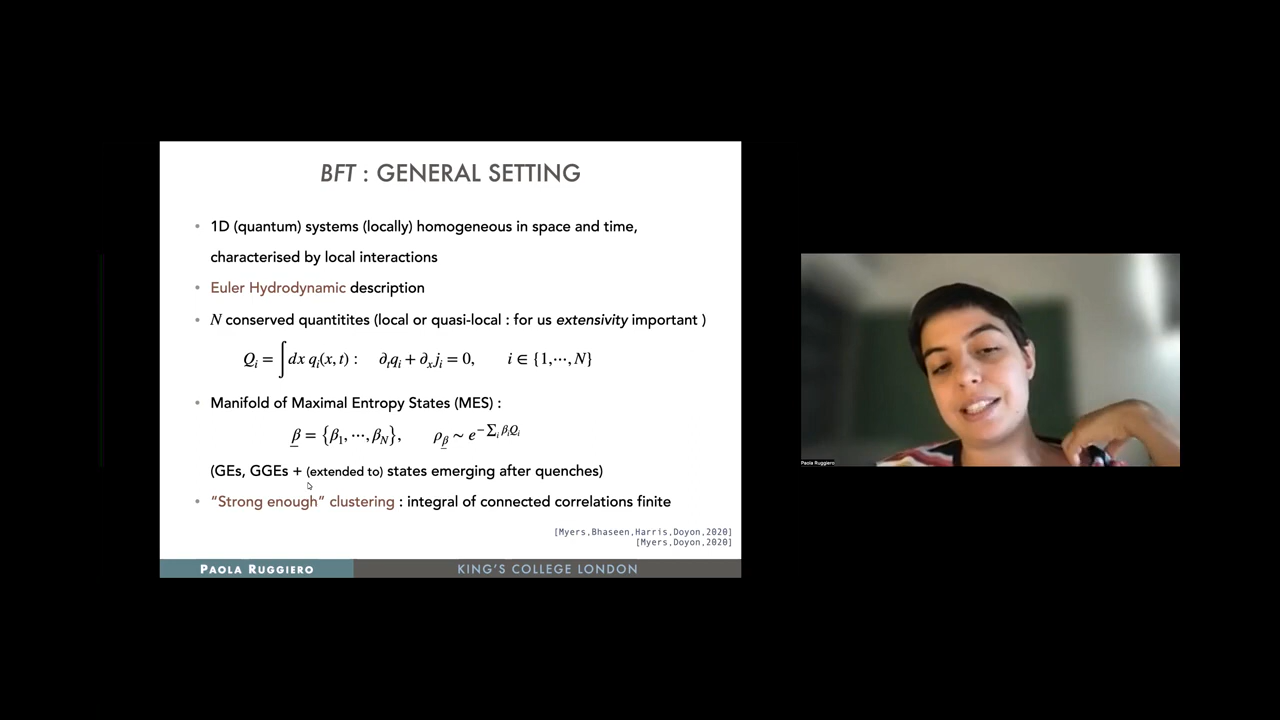 BFT : GENERAL SETTING
• 1D (quantum) systems (locally) homogeneous in space and time,
characterised by local interactions
• Euler Hydrodynamic description
• N conserved quantitites (local or quasi-local : for us extensivity important )
Q_i = ∫dx q_i(x, t) : ∂_t q_i + ∂_x j_i = 0, i ∈ {1,⋯, N}
• Manifold of Maximal Entropy States (MES) :
β = {β_1, ⋯, β_N}, ρ_β ∼ e^{−∑_i β_i Q_i}
(GEs, GGEs + (extended to) states emerging after quenches)
• “Strong enough” clustering : integral of connected correlations finite
[Myers,Bhaseen,Harris,Doyon,2020]
[Myers,Doyon,2020]
PAOLA RUGGIERO KING’S COLLEGE LONDON
Paola Ruggiero